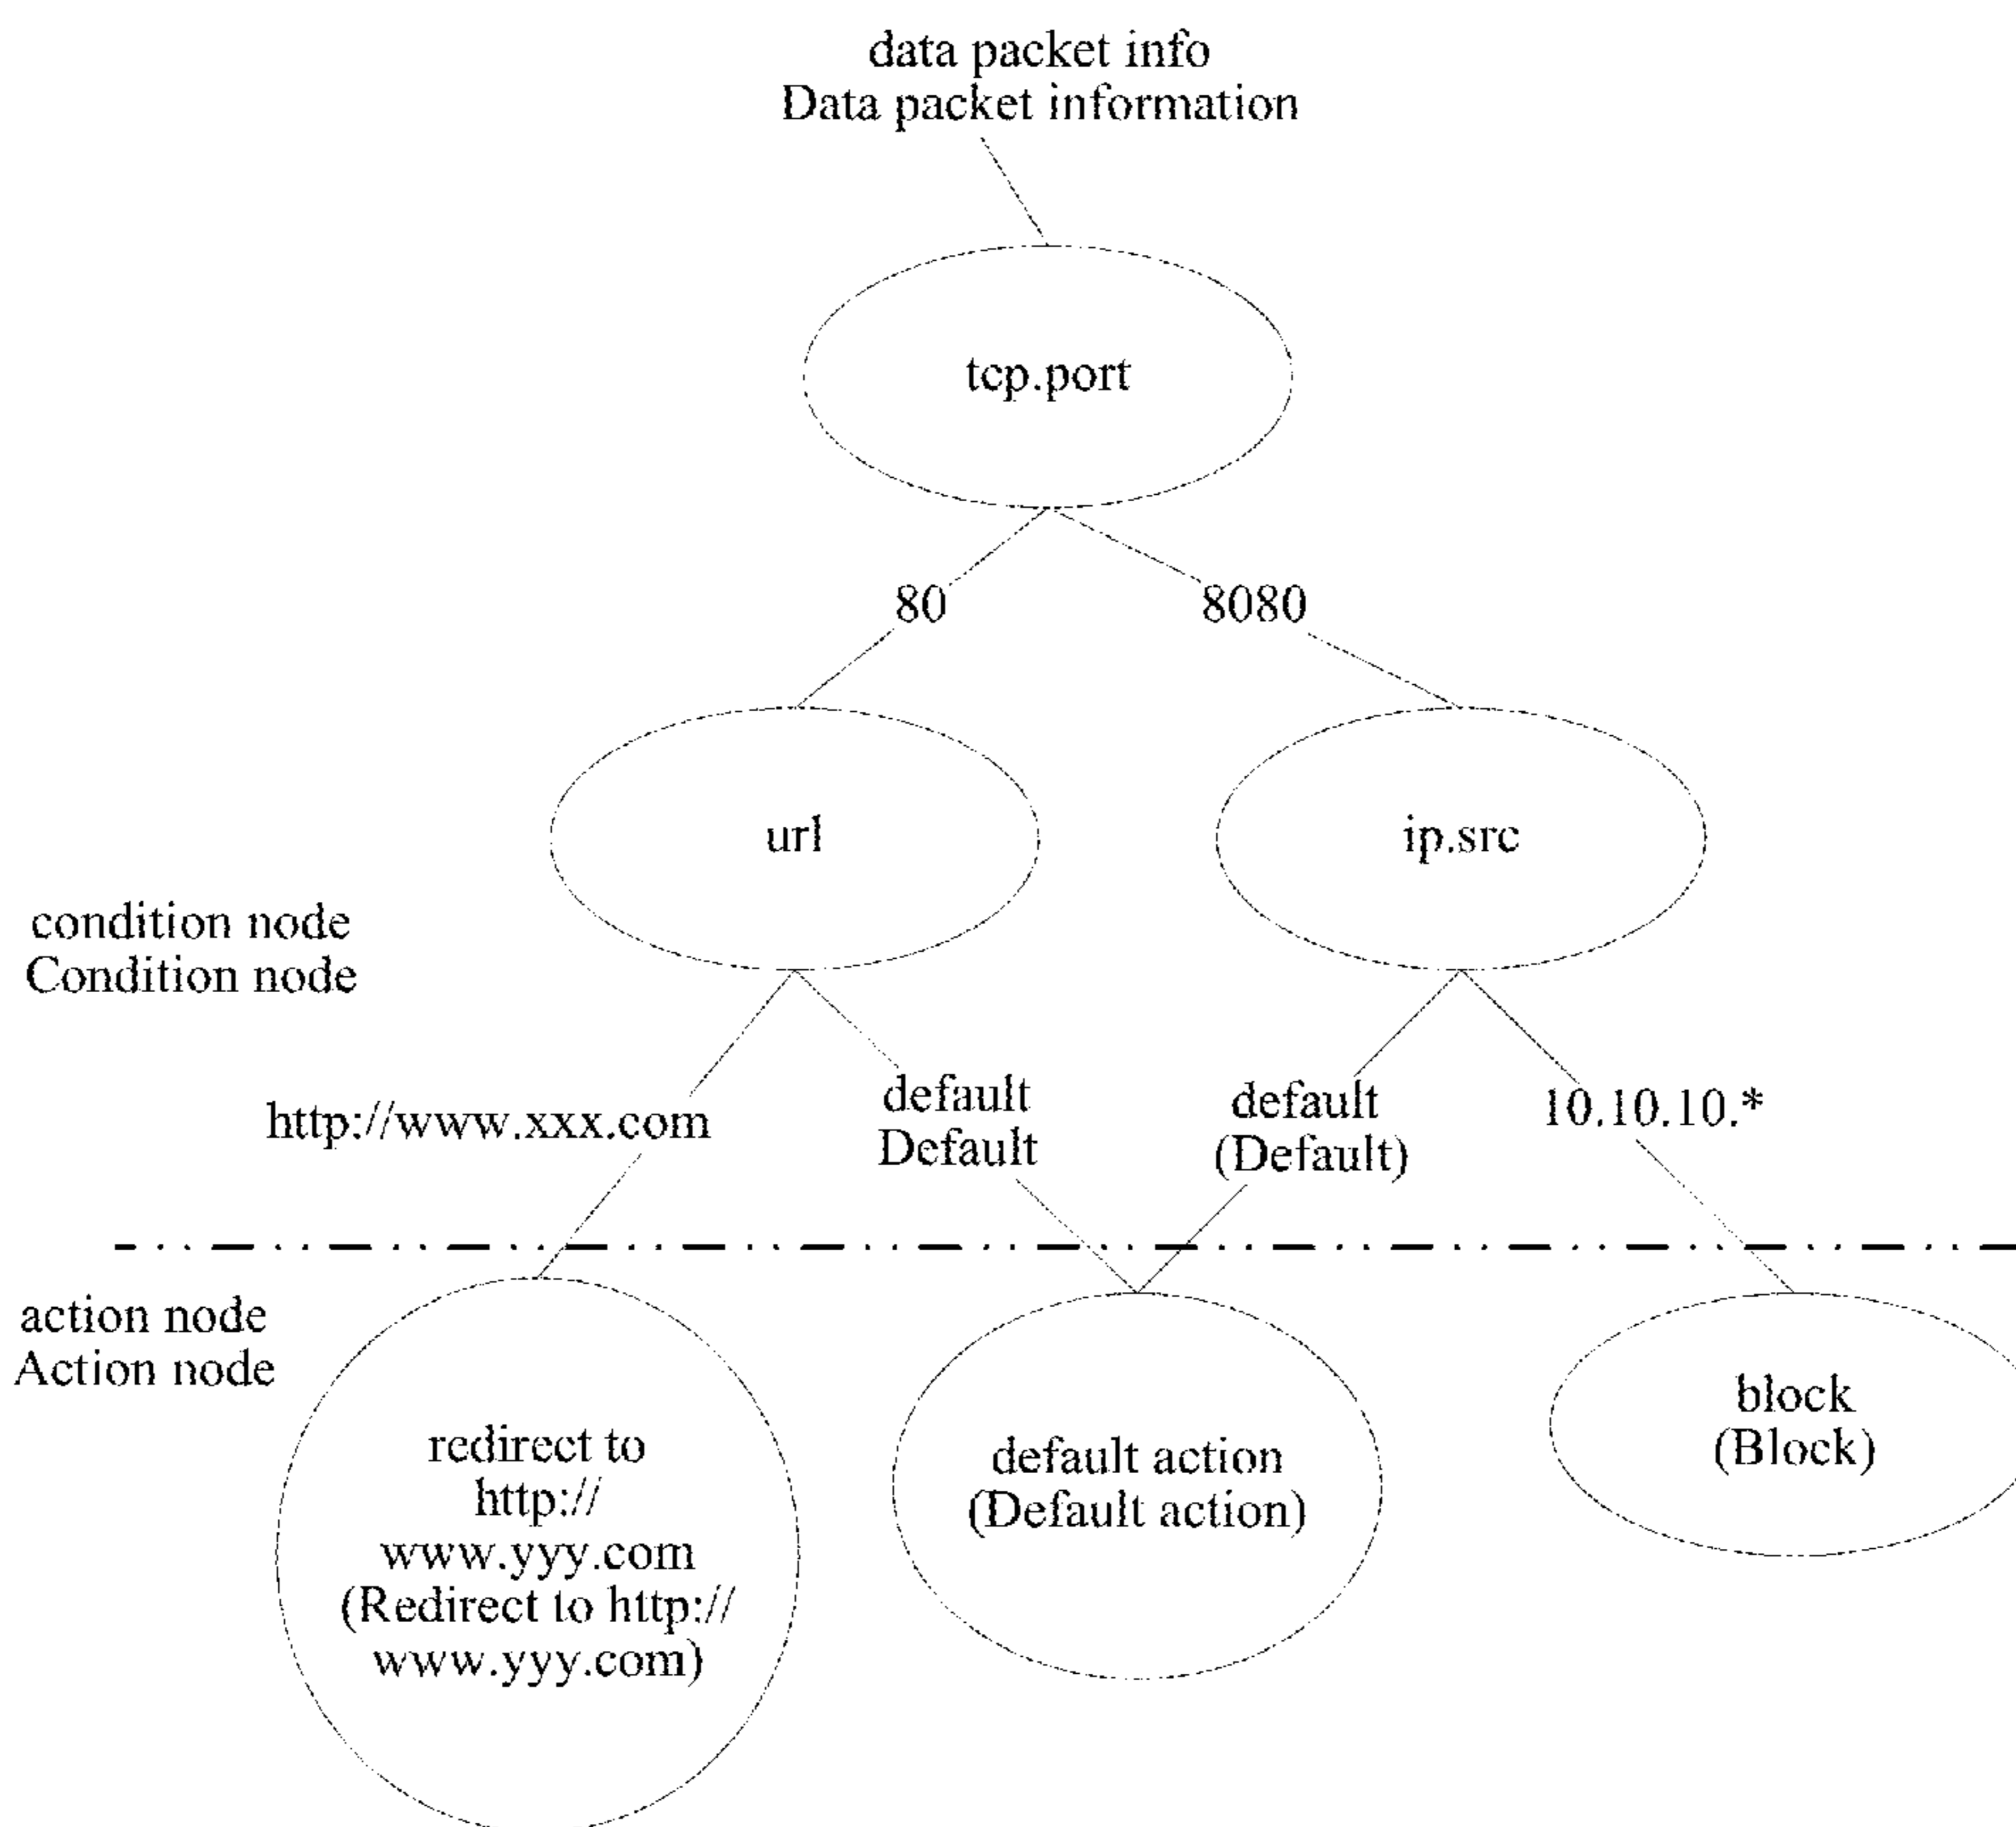 data packet info
Data packet information
tcp.port
80
8080
url
ip.src
condition node
Condition node
http://www.xxx.com
default
Default
default
(Default)
10.10.10.*
action node
Action node
redirect to
http://
www.yyy.com
(Redirect to http://
www.yyy.com)
default action
(Default action)
block
(Block)